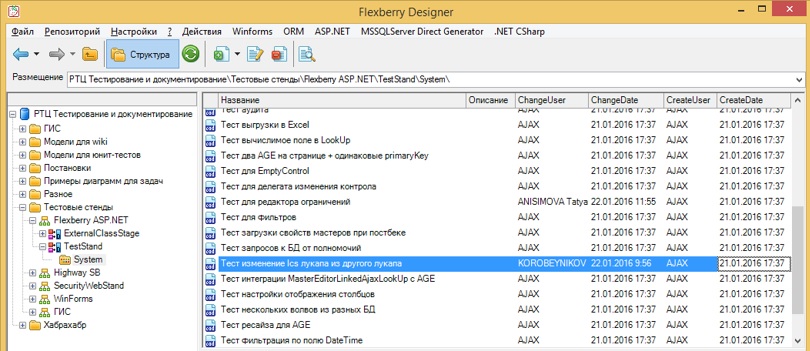 Flexberry Designer
Файл Репозиторий Настройки ? Действия Winforms ORM ASP.NET MSSQLServer Direct Generator .NET CSharp
Структура
Размещение РТЦ Тестирование и документирование\Тестовые стенды\Flexberry ASP.NET\TestStand\System\
РТЦ Тестирование и документирование
ГИС
Модели для wiki
Модели для юнит-тестов
Постановки
Примеры диаграмм для задач
Разное
Тестовые стенды
Flexberry ASP.NET
ExternalClassStage
TestStand
System
Highway SB
SecurityWebStand
WinForms
ГИС
Хабрахабр
Название Описание ChangeUser ChangeDate CreateUser CreateDate
Тест аудита AJAX 21.01.2016 17:37 AJAX 21.01.2016 17:37
Тест выгрузки в Excel AJAX 21.01.2016 17:37 AJAX 21.01.2016 17:37
Тест вычислимое поле в LookUp AJAX 21.01.2016 17:37 AJAX 21.01.2016 17:37
Тест два AGE на странице + одинаковые primaryKey AJAX 21.01.2016 17:37 AJAX 21.01.2016 17:37
Тест для EmptyControl AJAX 21.01.2016 17:37 AJAX 21.01.2016 17:37
Тест для делегата изменения контрола AJAX 21.01.2016 17:37 AJAX 21.01.2016 17:37
Тест для редактора ограничений ANISIMOVA Tatya 22.01.2016 11:55 AJAX 21.01.2016 17:37
Тест для фильтров AJAX 21.01.2016 17:37 AJAX 21.01.2016 17:37
Тест загрузки свойств мастеров при постбеке AJAX 21.01.2016 17:37 AJAX 21.01.2016 17:37
Тест запросов к БД от полномочий AJAX 21.01.2016 17:37 AJAX 21.01.2016 17:37
Тест изменение lcs лукапа из другого лукапа KOROBEYNIKOV 22.01.2016 9:56 AJAX 21.01.2016 17:37
Тест интеграции MasterEditorLinkedAjaxLookUp с AGE AJAX 21.01.2016 17:37 AJAX 21.01.2016 17:37
Тест настройки отображения столбцов AJAX 21.01.2016 17:37 AJAX 21.01.2016 17:37
Тест нескольких волвов из разных БД AJAX 21.01.2016 17:37 AJAX 21.01.2016 17:37
Тест ресайза для AGE AJAX 21.01.2016 17:37 AJAX 21.01.2016 17:37
Тест Фильтрация по полю DateTime AJAX 21.01.2016 17:37 AJAX 21.01.2016 17:37